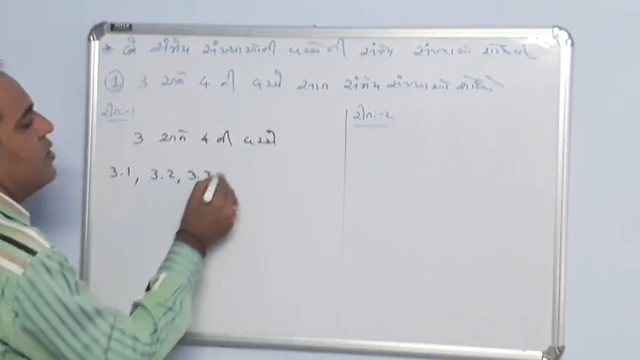 * બે સંમેય સંખ્યાઓની વચ્ચેની સંમેય સંખ્યાઓ શોધવી
① 3 અને 4 ની વચ્ચે સાત સંમેય સંખ્યાઓ શોધો
રીત:-1
3 અને 4 ની વચ્ચે
3.1, 3.2, 3.3
રીત:-2